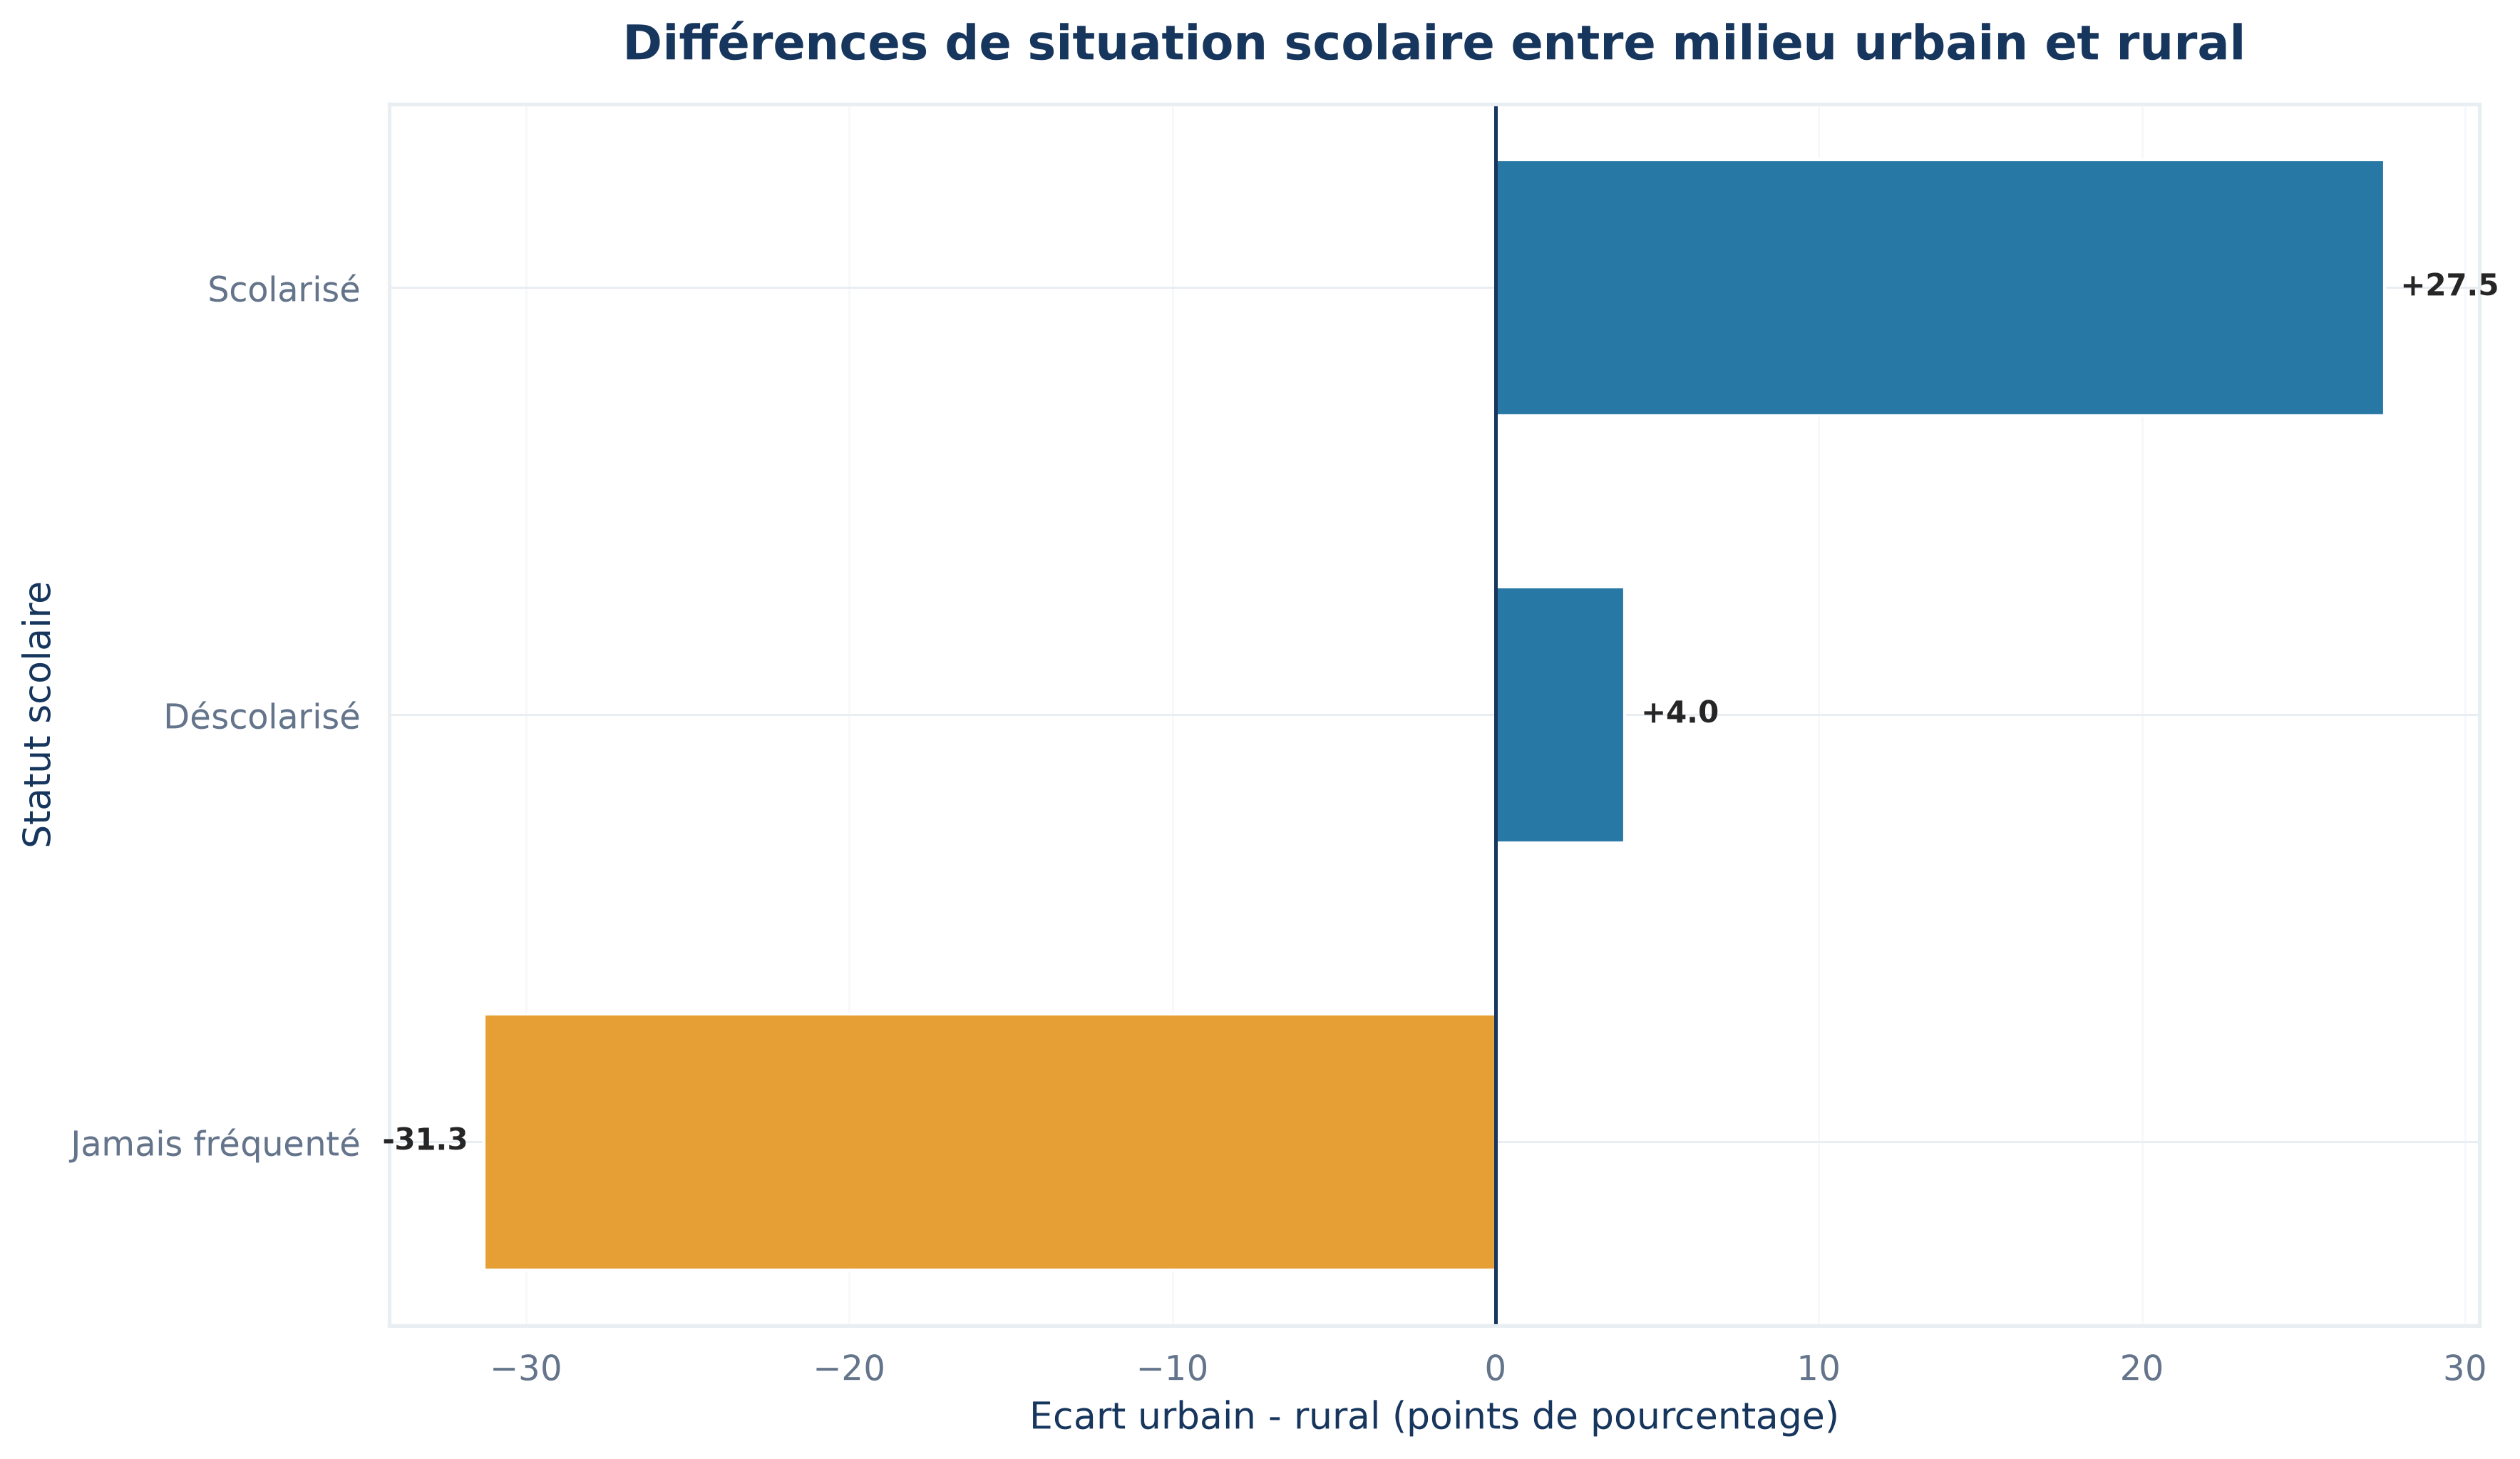 Différences de situation scolaire entre milieu urbain et rural
Statut scolaire
Scolarisé
+27.5
Déscolarisé
+4.0
Jamais fréquenté
-31.3
−30
−20
−10
0
10
20
30
Ecart urbain - rural (points de pourcentage)